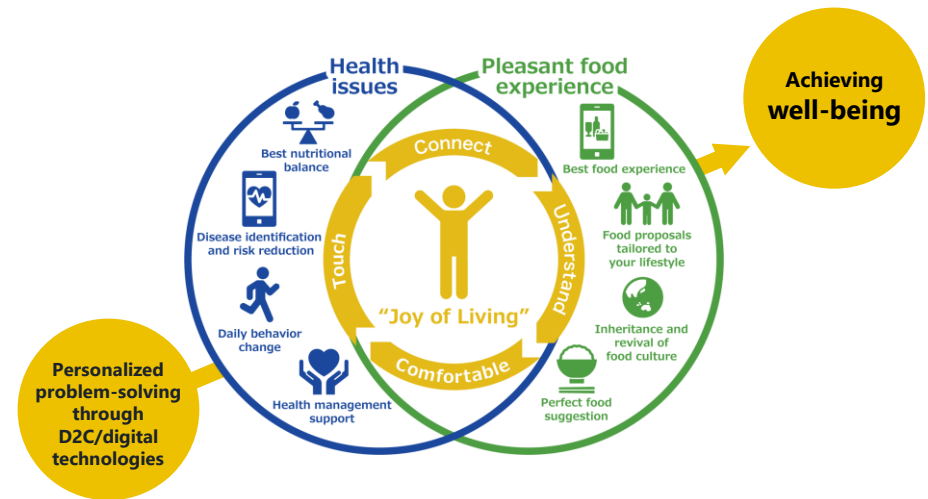 Health
issues
Pleasant food
experience
Achieving
well-being
Best nutritional
balance
Disease identification
and risk reduction
Daily behavior
change
Health management
support
Connect
Understand
Comfortable
Touch
“Joy of Living”
Best food experience
Food proposals
tailored to
your lifestyle
Inheritance and
revival of
food culture
Perfect food
suggestion
Personalized
problem-solving
through
D2C/digital
technologies